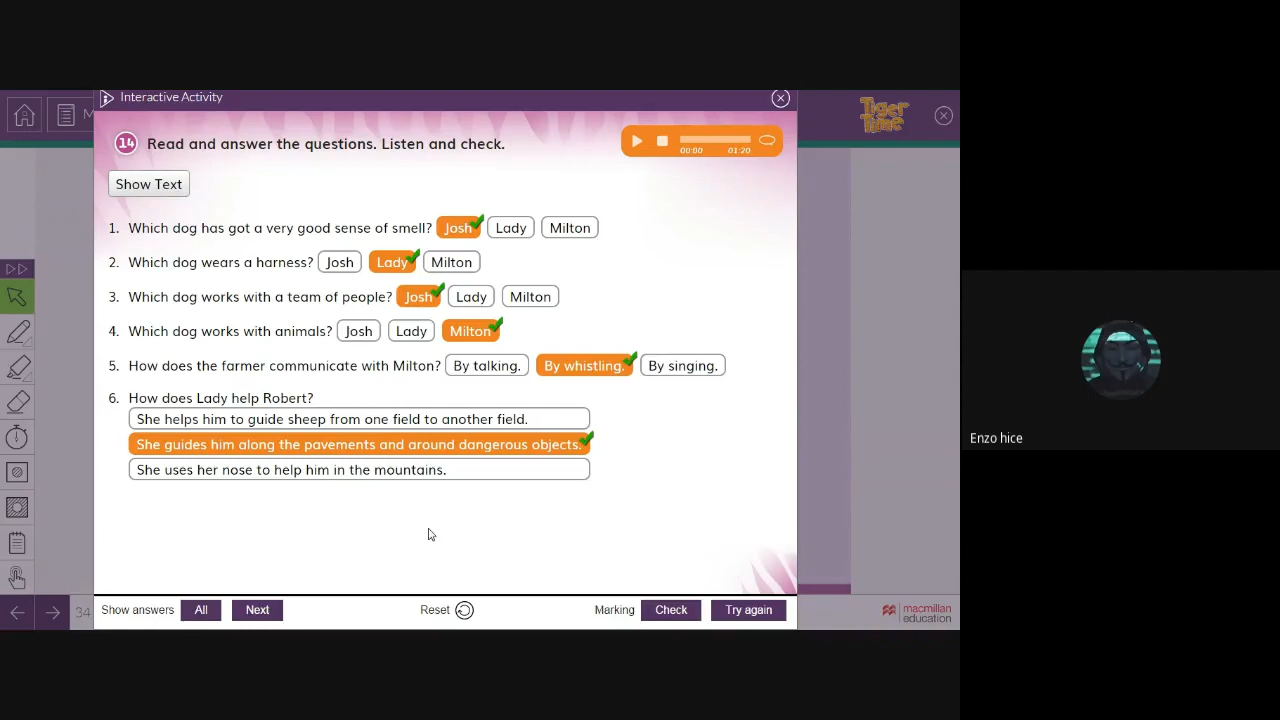 Interactive Activity
M
Tiger Time
14 Read and answer the questions. Listen and check.
00:00 01:20
Show Text
1. Which dog has got a very good sense of smell? Josh Lady Milton
2. Which dog wears a harness? Josh Lady Milton
3. Which dog works with a team of people? Josh Lady Milton
4. Which dog works with animals? Josh Lady Milton
5. How does the farmer communicate with Milton? By talking. By whistling. By singing.
6. How does Lady help Robert?
She helps him to guide sheep from one field to another field.
She guides him along the pavements and around dangerous objects.
She uses her nose to help him in the mountains.
Enzo hice
34 Show answers All Next Reset Marking Check Try again
macmillan
education